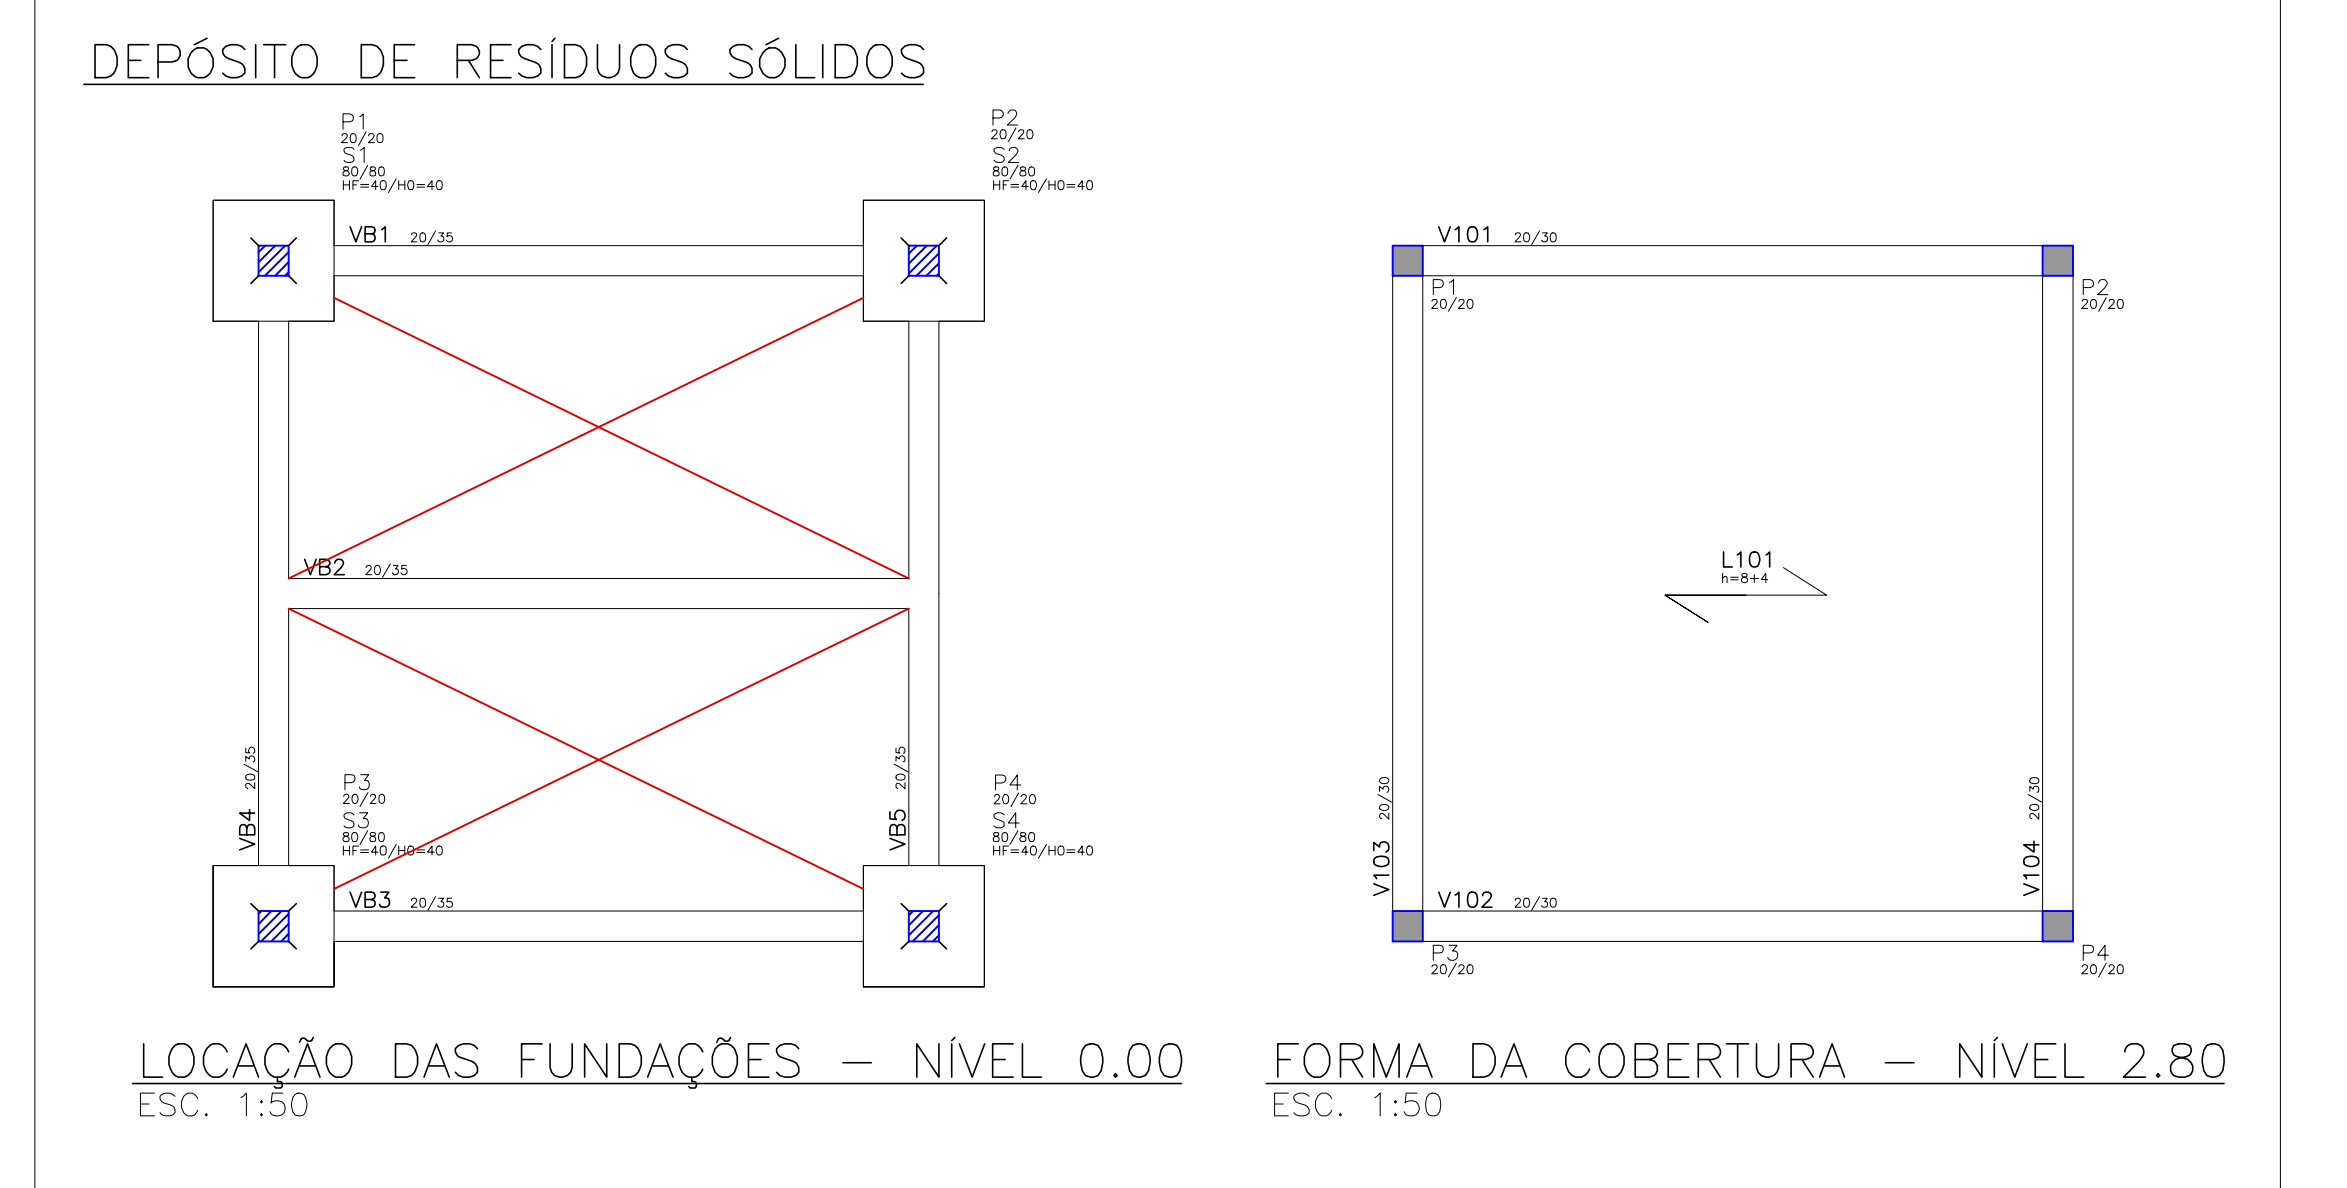 DEPÓSITO DE RESÍDUOS SÓLIDOS
P1
20/20
S1
80/80
HF=40/H0=40
P2
20/20
S2
80/80
HF=40/H0=40
VB1 20/35
VB2 20/35
VB4 20/35
VB5 20/35
P3
20/20
S3
80/80
HF=40/H0=40
P4
20/20
S4
80/80
HF=40/H0=40
VB3 20/35
LOCAÇÃO DAS FUNDAÇÕES – NÍVEL 0.00
ESC. 1:50
V101 20/30
P1
20/20
P2
20/20
L101
h=8+4
V103 20/30
V104 20/30
V102 20/30
P3
20/20
P4
20/20
FORMA DA COBERTURA – NÍVEL 2.80
ESC. 1:50